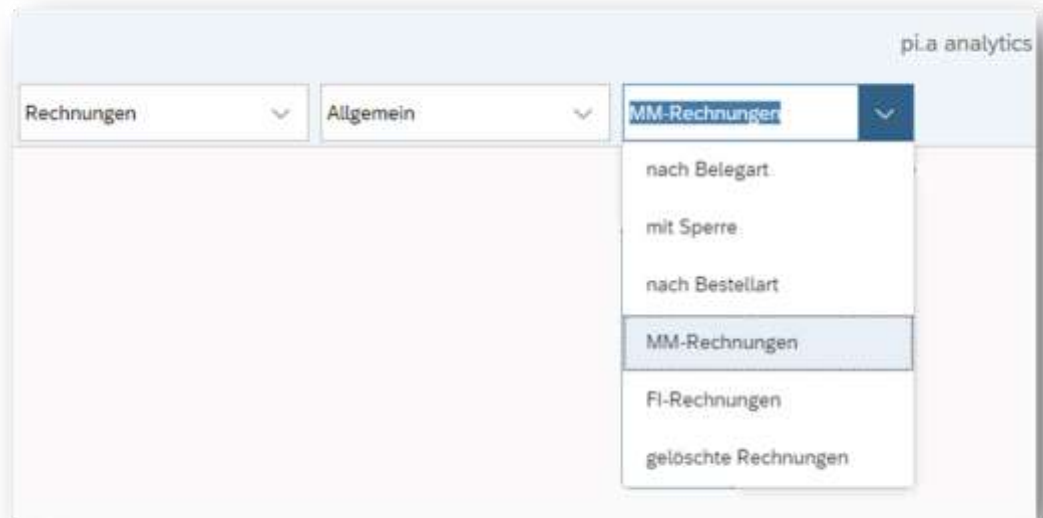 pi.a analytics
Rechnungen
Allgemein
MM-Rechnungen
nach Belegart
mit Sperre
nach Bestellart
MM-Rechnungen
FI-Rechnungen
gelöschte Rechnungen